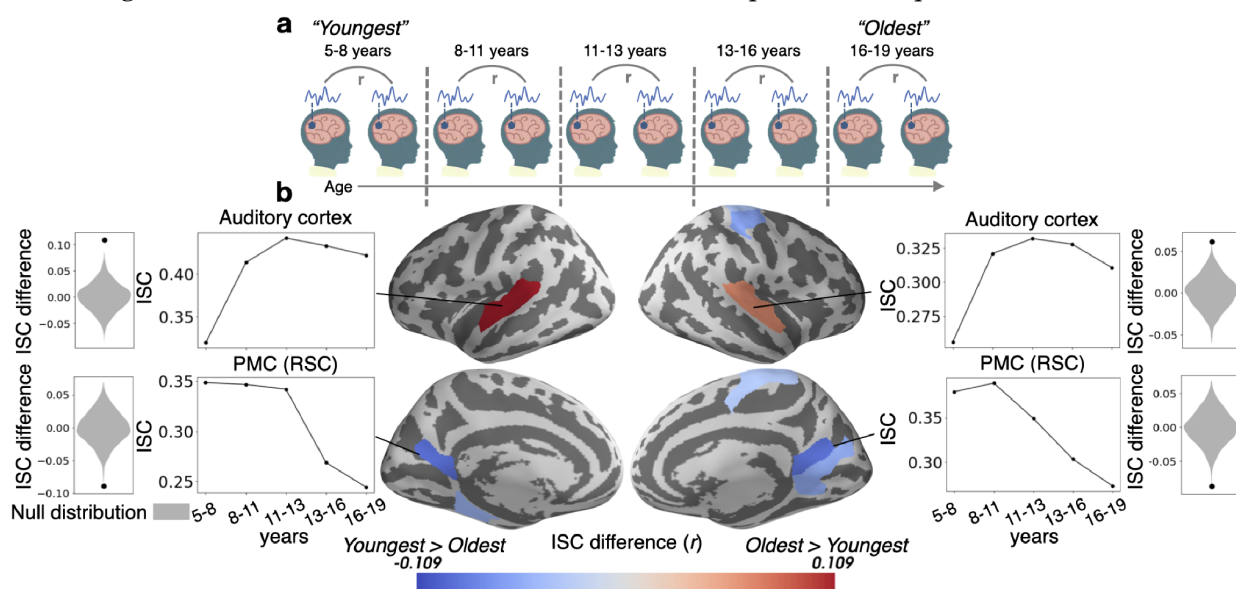 a
"Youngest"
5-8 years
8-11 years
11-13 years
13-16 years
"Oldest"
16-19 years
r
r
r
r
r
Age
b
Auditory cortex
ISC difference
0.10
0.05
0.00
−0.05
ISC
0.40
0.35
Auditory cortex
ISC
0.325
0.300
0.275
ISC difference
0.05
0.00
−0.05
PMC (RSC)
ISC difference
0.05
0.00
−0.05
−0.10
ISC
0.35
0.30
0.25
5-8
8-11
11-13
13-16
16-19
years
Null distribution
PMC (RSC)
ISC
0.35
0.30
5-8
8-11
11-13
13-16
16-19
years
ISC difference
0.05
0.00
−0.05
Youngest > Oldest
ISC difference (r)
Oldest > Youngest
-0.109
0.109